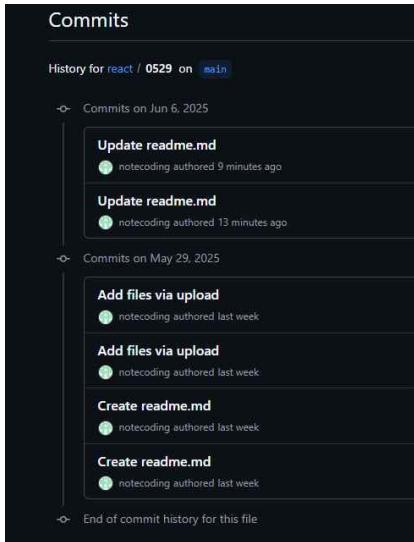 Commits
History for react / 0529 on main
Commits on Jun 6, 2025
Update readme.md
notecoding authored 9 minutes ago
Update readme.md
notecoding authored 13 minutes ago
Commits on May 29, 2025
Add files via upload
notecoding authored last week
Add files via upload
notecoding authored last week
Create readme.md
notecoding authored last week
Create readme.md
notecoding authored last week
End of commit history for this file